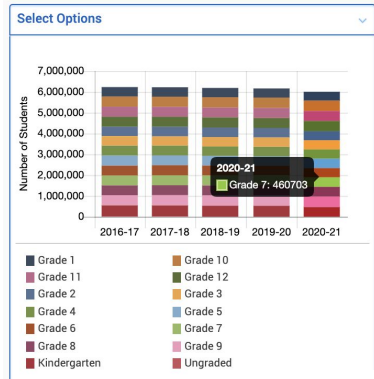 Select Options
7,000,000
6,000,000
5,000,000
4,000,000
3,000,000
2,000,000
1,000,000
0
Number of Students
2020-21
Grade 7: 460703
2016-17 2017-18 2018-19 2019-20 2020-21
Grade 1 Grade 10
Grade 11 Grade 12
Grade 2 Grade 3
Grade 4 Grade 5
Grade 6 Grade 7
Grade 8 Grade 9
Kindergarten Ungraded